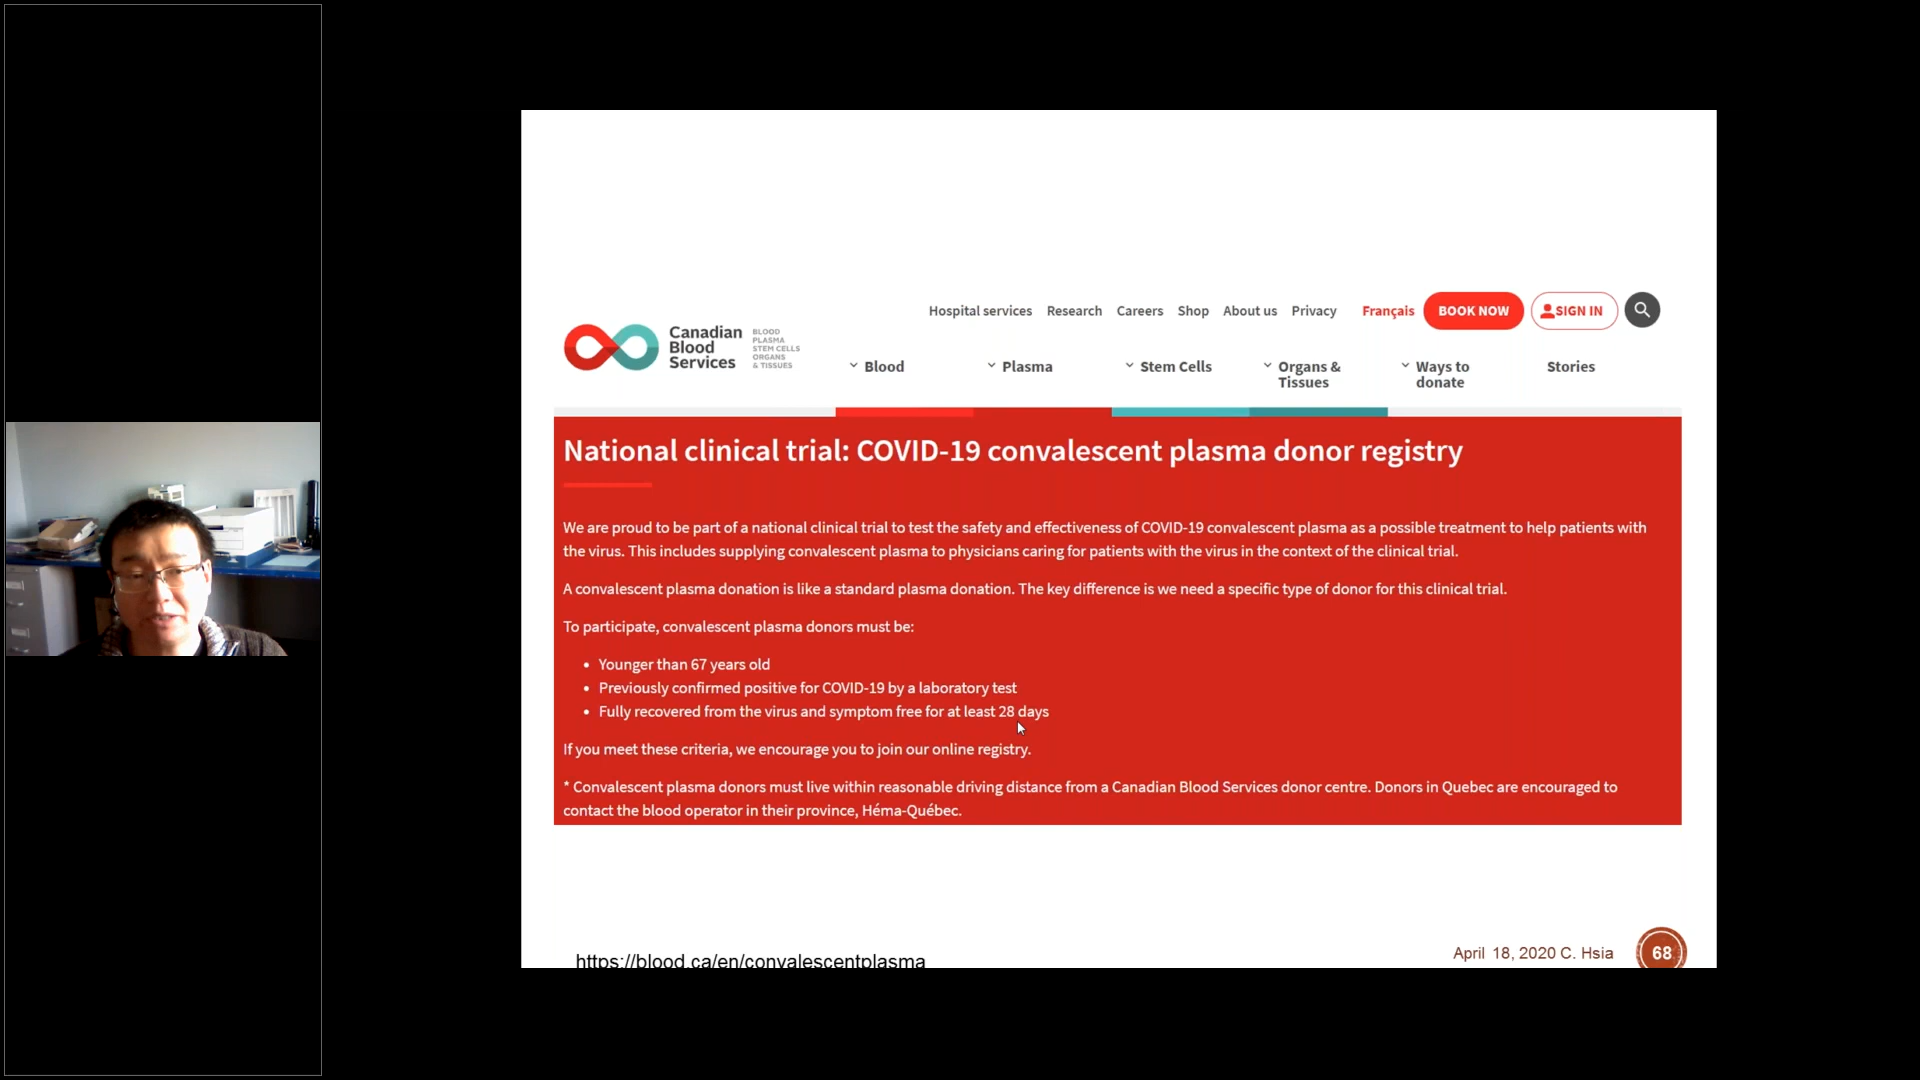 Hospital services Research Careers Shop About us Privacy Français BOOK NOW SIGN IN
Canadian
Blood
Services
BLOOD
PLASMA
STEM CELLS
ORGANS
& TISSUES
Blood Plasma Stem Cells Organs & Tissues Ways to donate Stories
National clinical trial: COVID-19 convalescent plasma donor registry
We are proud to be part of a national clinical trial to test the safety and effectiveness of COVID-19 convalescent plasma as a possible treatment to help patients with
the virus. This includes supplying convalescent plasma to physicians caring for patients with the virus in the context of the clinical trial.
A convalescent plasma donation is like a standard plasma donation. The key difference is we need a specific type of donor for this clinical trial.
To participate, convalescent plasma donors must be:
• Younger than 67 years old
• Previously confirmed positive for COVID-19 by a laboratory test
• Fully recovered from the virus and symptom free for at least 28 days
If you meet these criteria, we encourage you to join our online registry.
* Convalescent plasma donors must live within reasonable driving distance from a Canadian Blood Services donor centre. Donors in Quebec are encouraged to
contact the blood operator in their province, Héma-Québec.
https://blood.ca/en/convalescentplasma
April 18, 2020 C. Hsia 68